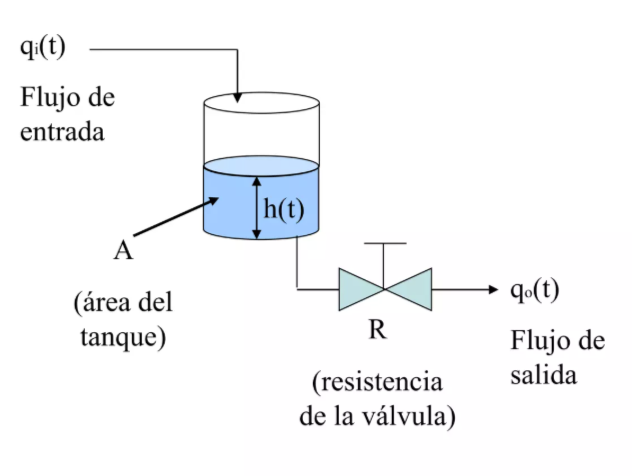 qi(t)
Flujo de
entrada
h(t)
A
(área del
tanque)
R
(resistencia
de la válvula)
qo(t)
Flujo de
salida